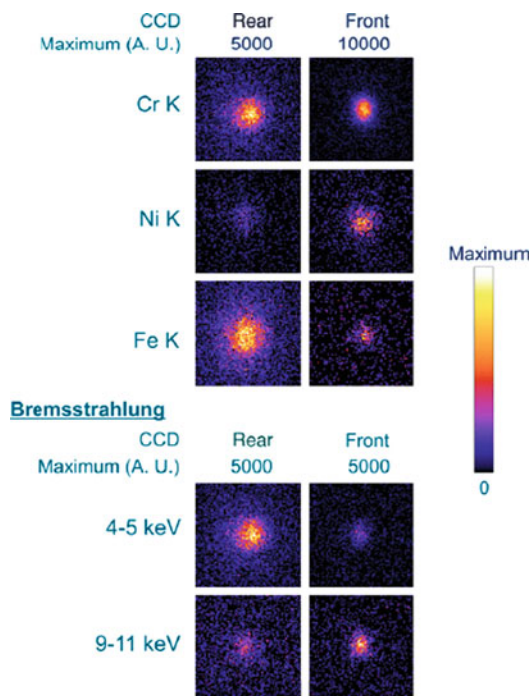 CCD Rear Front
Maximum (A. U.) 5000 10000
Cr K
Ni K
Maximum
Fe K
0
Bremsstrahlung
CCD Rear Front
Maximum (A. U.) 5000 5000
4-5 keV
9-11 keV